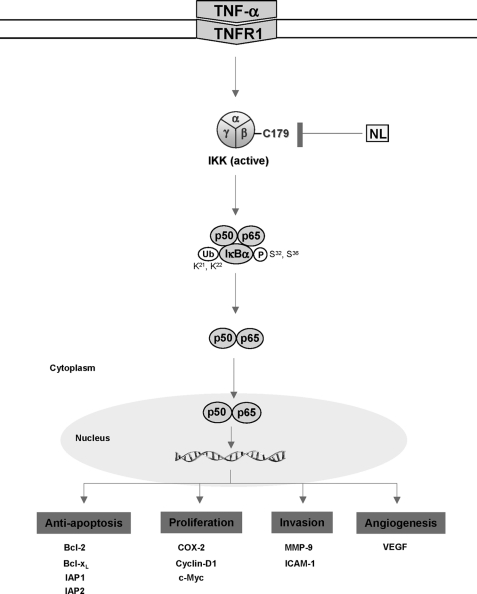 TNF-α
TNFR1
α
γ β
C179
NL
IKK (active)
p50 p65
Ub IκBα P S32, S36
K21, K22
p50 p65
Cytoplasm
p50 p65
Nucleus
Anti-apoptosis Proliferation Invasion Angiogenesis
Bcl-2 COX-2 MMP-9 VEGF
Bcl-xL Cyclin-D1 ICAM-1
IAP1 c-Myc
IAP2